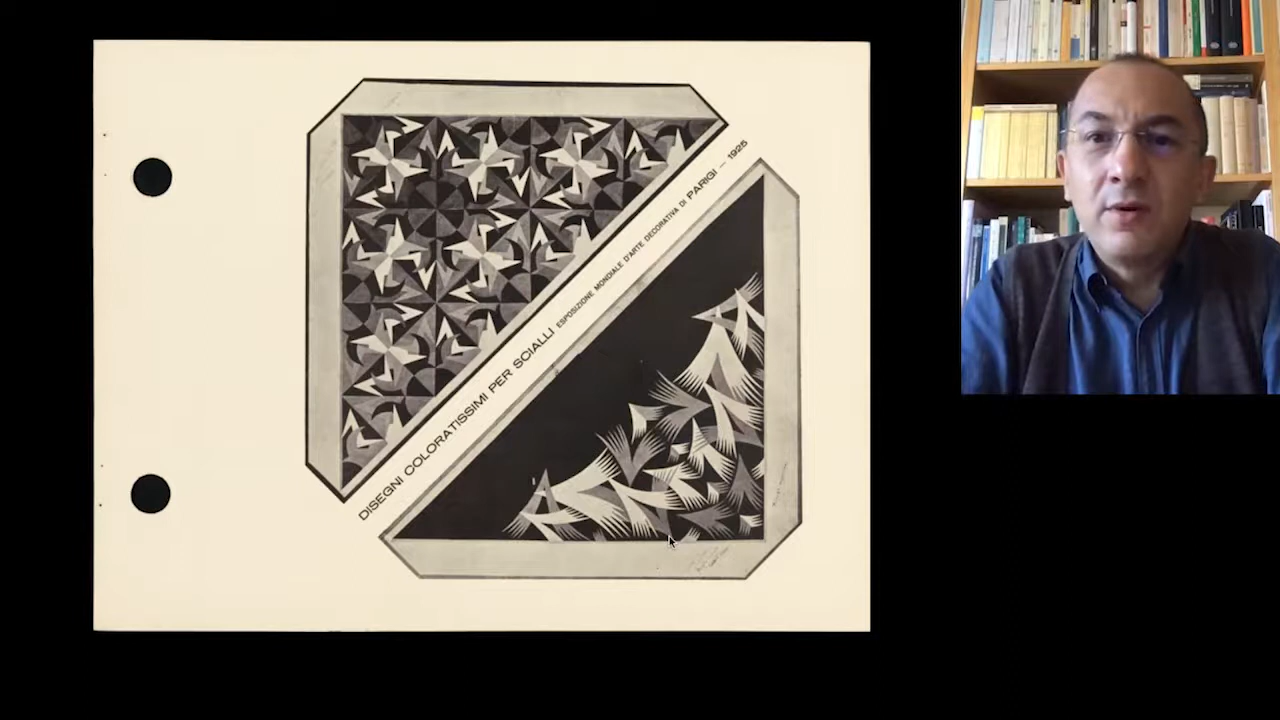 DISEGNI COLORATISSIMI PER SCIALLI ESPOSIZIONE MONDIALE D'ARTE DECORATIVA DI PARIGI — 1925